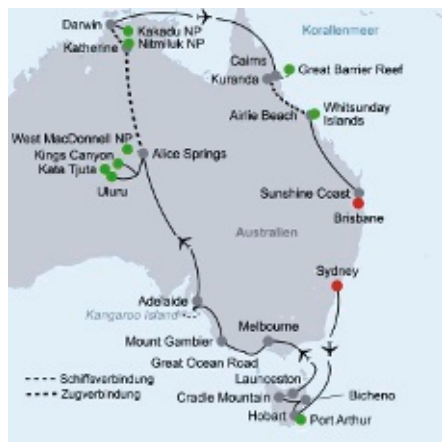 Darwin
Kakadu NP
Katherine
Nitmiluk NP
Korallenmeer
Cairns
Kuranda
Great Barrier Reef
Airlie Beach
Whitsunday
Islands
West MacDonnell NP
Kings Canyon
Alice Springs
Kata Tjuta
Uluru
Sunshine Coast
Brisbane
Australien
Sydney
Adelaide
Kangaroo Island
Melbourne
Mount Gambier
Great Ocean Road
Launceston
Schiffsverbindung
Cradle Mountain
Bicheno
Zugverbindung
Hobart
Port Arthur